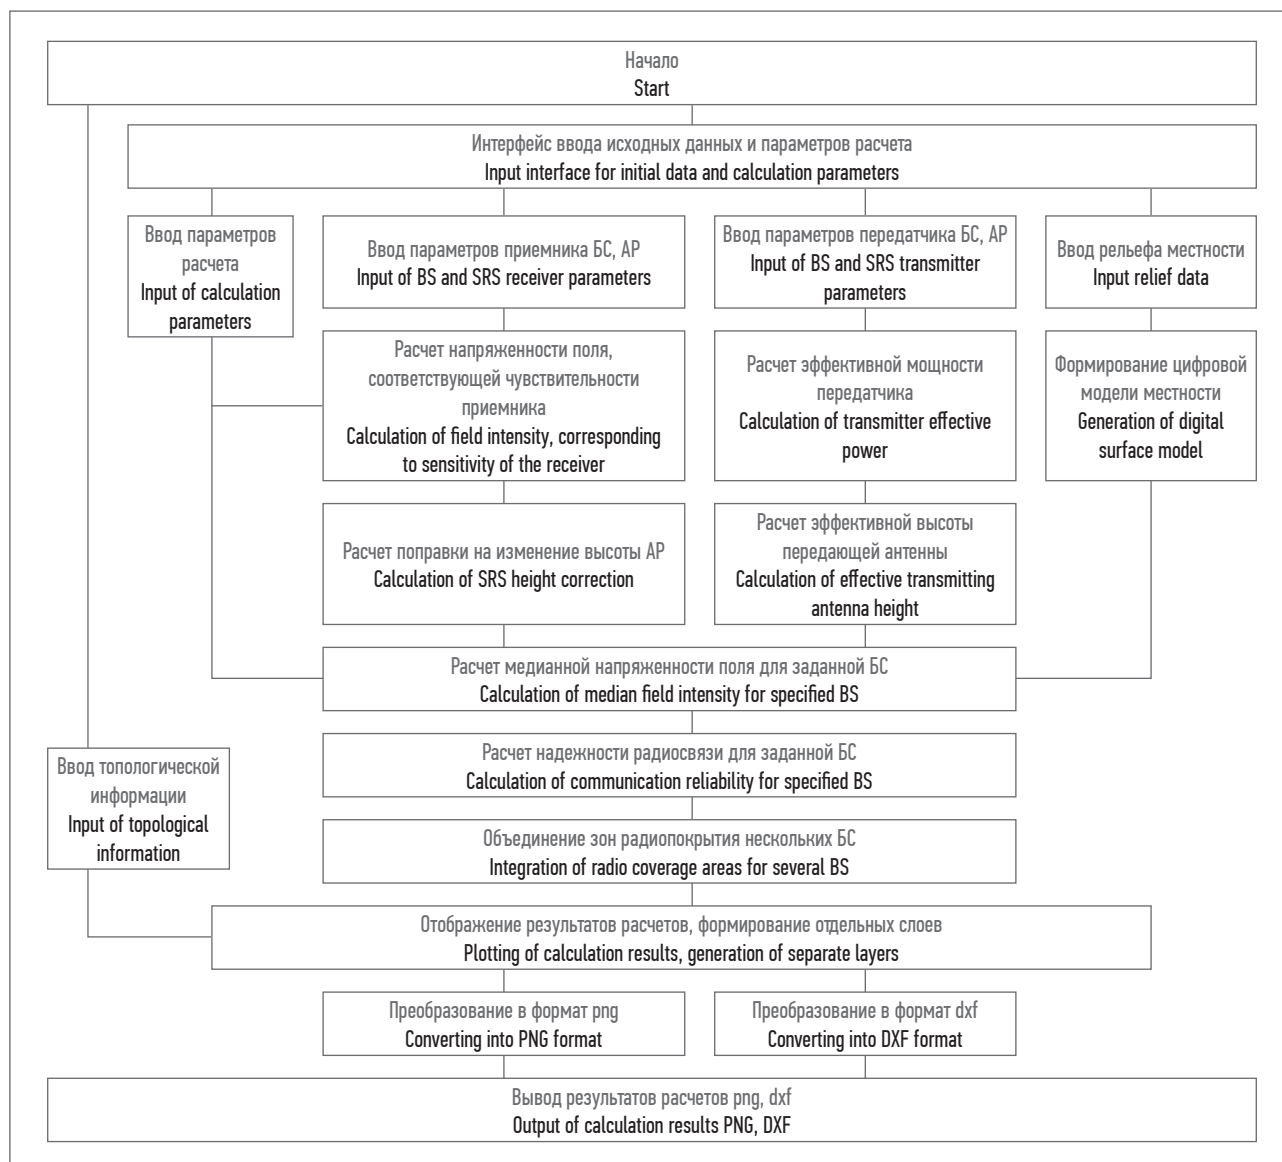 Начало
Start
Интерфейс ввода исходных данных и параметров расчета
Input interface for initial data and calculation parameters
Ввод параметров
расчета
Input of calculation
parameters
Ввод параметров приемника БС, АР
Input of BS and SRS receiver parameters
Ввод параметров передатчика БС, АР
Input of BS and SRS transmitter
parameters
Ввод рельефа местности
Input relief data
Расчет напряженности поля,
соответствующей чувствительности
приемника
Calculation of field intensity, corresponding
to sensitivity of the receiver
Расчет эффективной мощности
передатчика
Calculation of transmitter effective
power
Формирование цифровой
модели местности
Generation of digital
surface model
Расчет поправки на изменение высоты АР
Calculation of SRS height correction
Расчет эффективной высоты
передающей антенны
Calculation of effective transmitting
antenna height
Расчет медианной напряженности поля для заданной БС
Calculation of median field intensity for specified BS
Расчет надежности радиосвязи для заданной БС
Calculation of communication reliability for specified BS
Ввод топологической
информации
Input of topological
information
Объединение зон радиопокрытия нескольких БС
Integration of radio coverage areas for several BS
Отображение результатов расчетов, формирование отдельных слоев
Plotting of calculation results, generation of separate layers
Преобразование в формат png
Converting into PNG format
Преобразование в формат dxf
Converting into DXF format
Вывод результатов расчетов png, dxf
Output of calculation results PNG, DXF